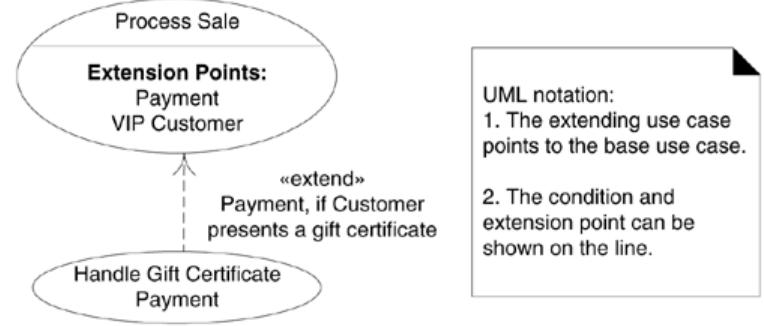 Process Sale
Extension Points:
Payment
VIP Customer
«extend»
Payment, if Customer
presents a gift certificate
Handle Gift Certificate
Payment
UML notation:
1. The extending use case
points to the base use case.
2. The condition and
extension point can be
shown on the line.